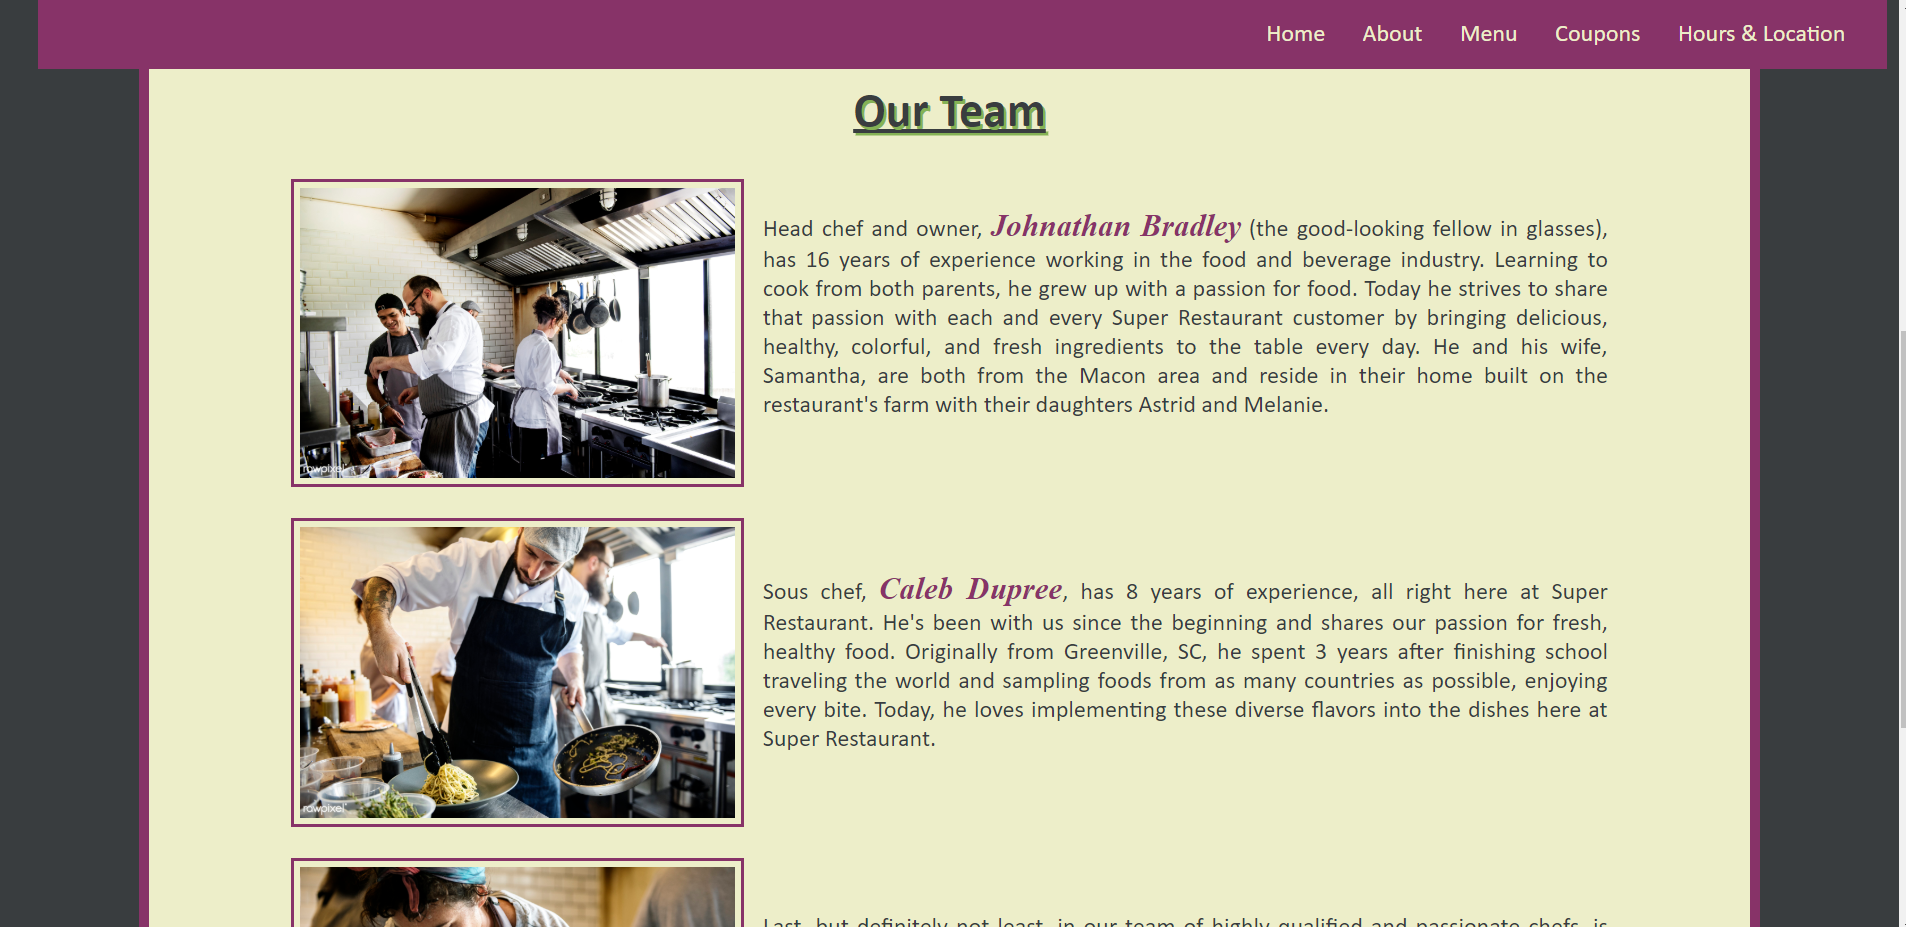 Home About Menu Coupons Hours & Location
Our Team
Head chef and owner, Johnathan Bradley (the good-looking fellow in glasses),
has 16 years of experience working in the food and beverage industry. Learning to
cook from both parents, he grew up with a passion for food. Today he strives to share
that passion with each and every Super Restaurant customer by bringing delicious,
healthy, colorful, and fresh ingredients to the table every day. He and his wife,
Samantha, are both from the Macon area and reside in their home built on the
restaurant's farm with their daughters Astrid and Melanie.
rawpixel
Sous chef, Caleb Dupree, has 8 years of experience, all right here at Super
Restaurant. He's been with us since the beginning and shares our passion for fresh,
healthy food. Originally from Greenville, SC, he spent 3 years after finishing school
traveling the world and sampling foods from as many countries as possible, enjoying
every bite. Today, he loves implementing these diverse flavors into the dishes here at
Super Restaurant.
rawpixel
Last, but definitely not least, in our team of highly qualified and passionate chefs, is